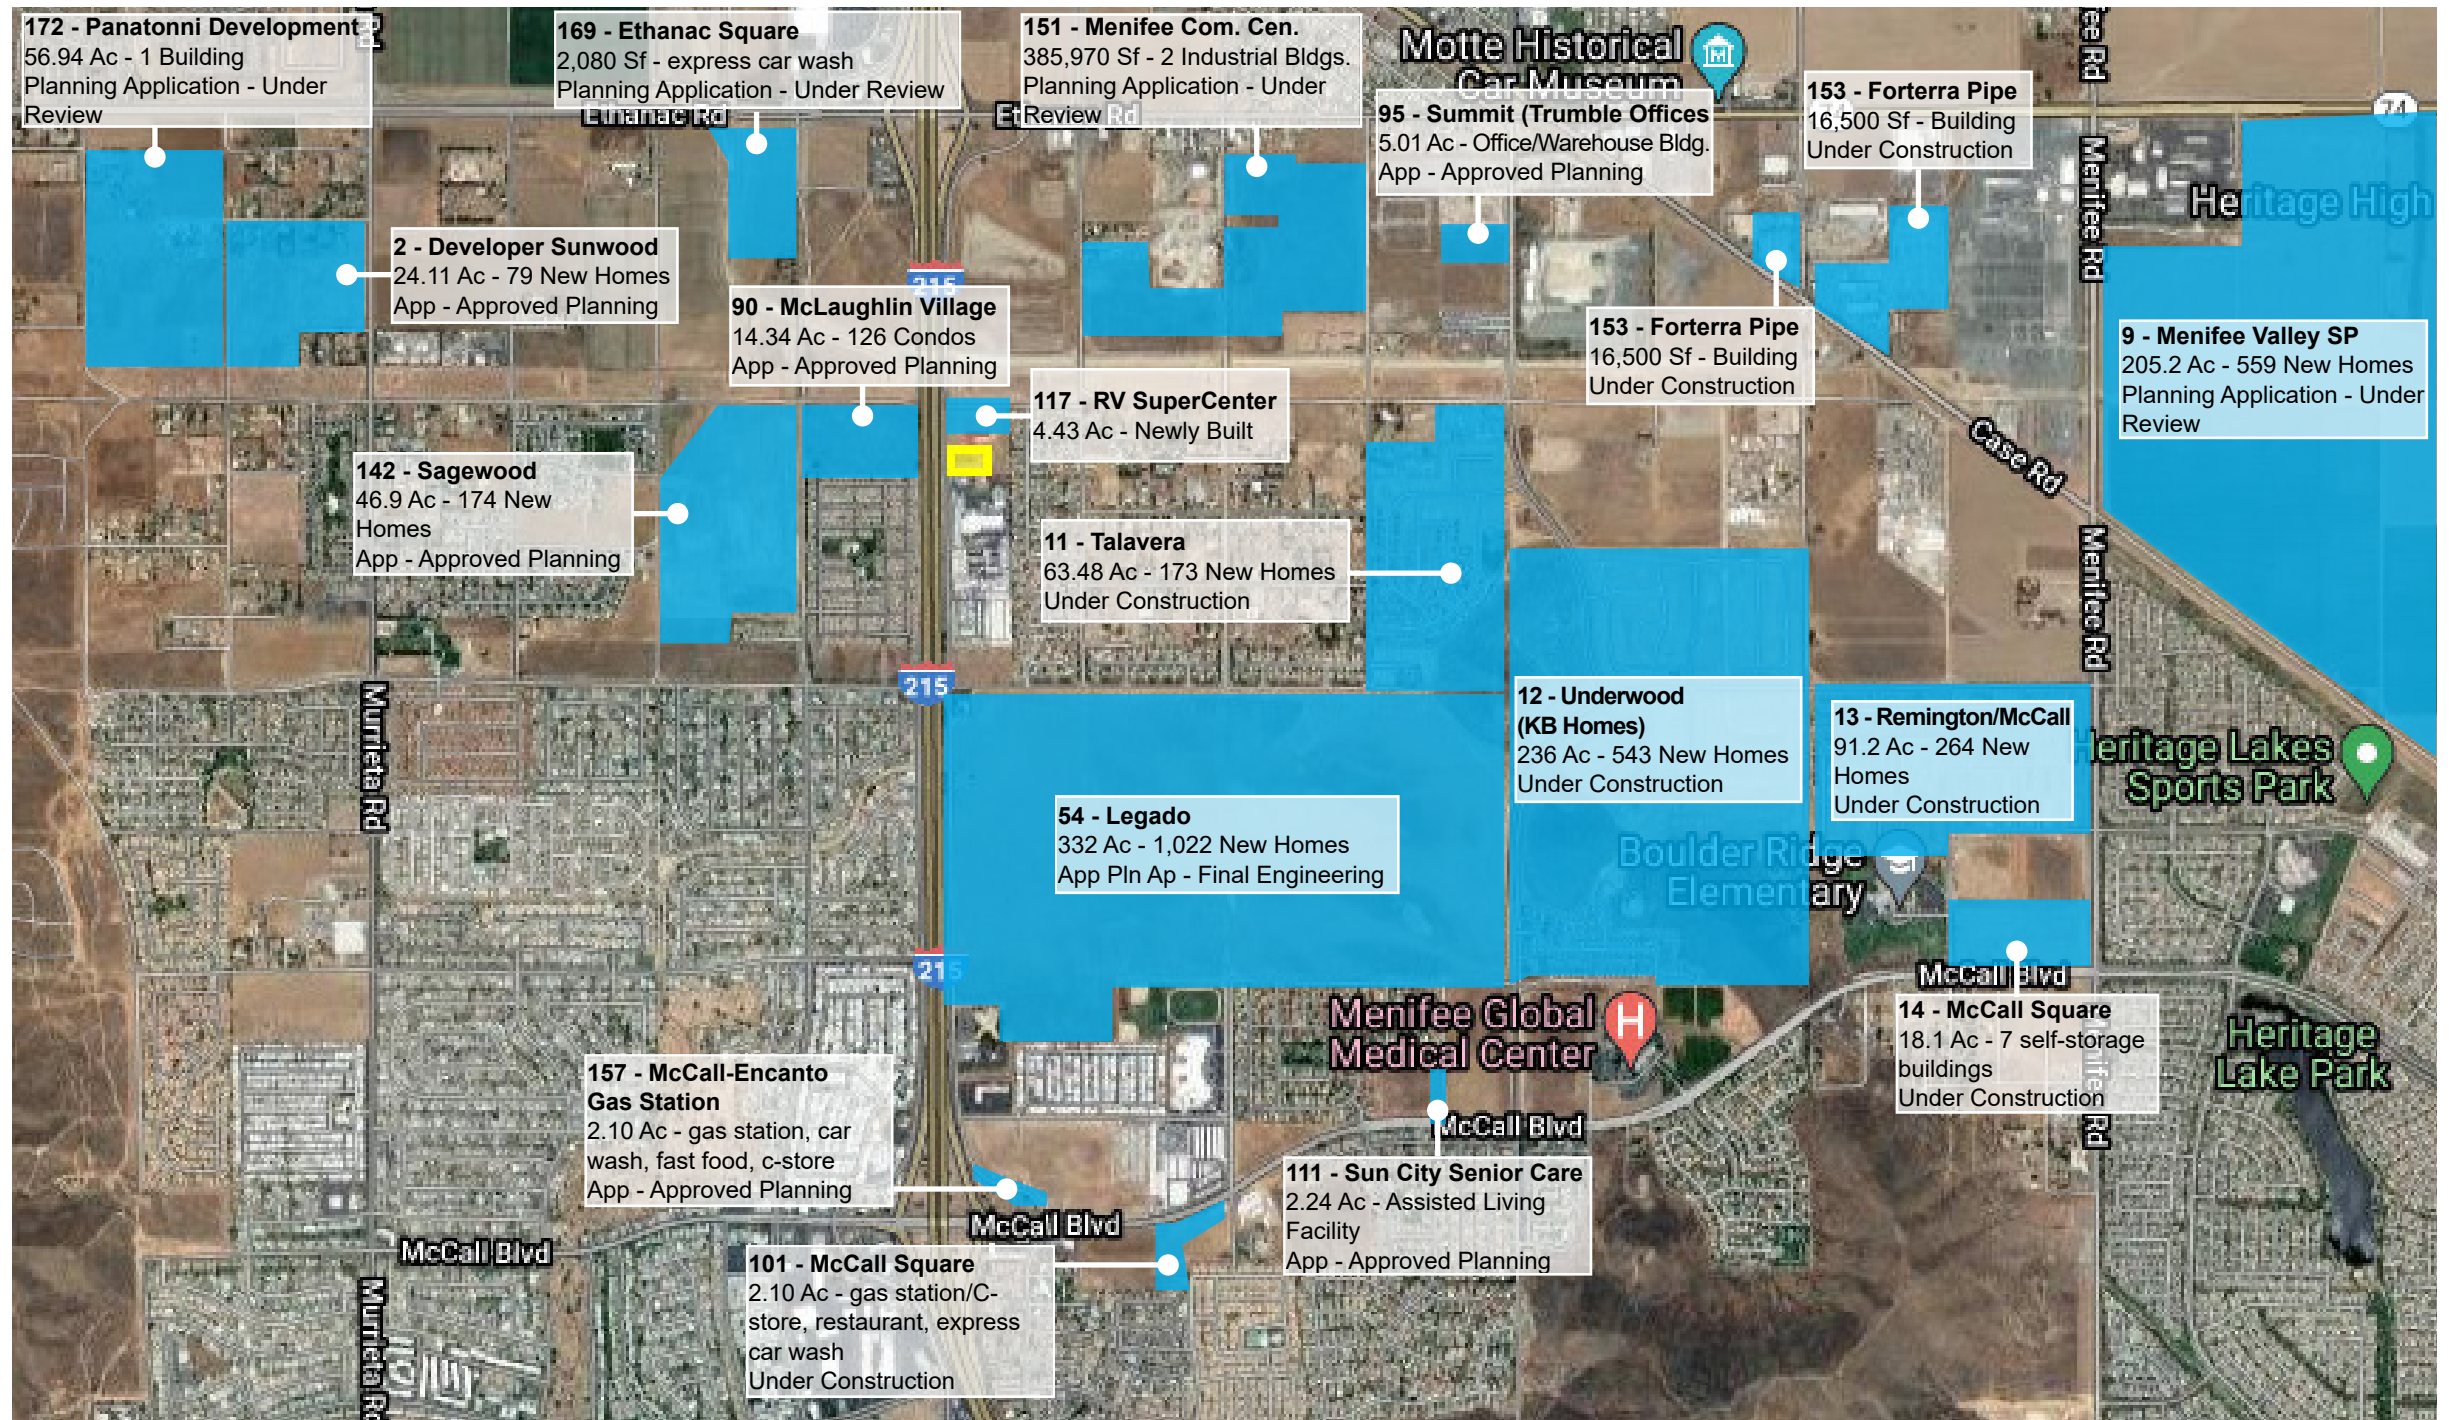 172 - Panatonni Development
56.94 Ac - 1 Building
Planning Application - Under
Review
169 - Ethanac Square
2,080 Sf - express car wash
Planning Application - Under Review
151 - Menifee Com. Cen.
385,970 Sf - 2 Industrial Bldgs.
Planning Application - Under
Review
Motte Historical
Car Museum
95 - Summit (Trumble Offices
5.01 Ac - Office/Warehouse Bldg.
App - Approved Planning
153 - Forterra Pipe
16,500 Sf - Building
Under Construction
74
74
Ethanac Rd
Rd
Menifee Rd
Heritage High
2 - Developer Sunwood
24.11 Ac - 79 New Homes
App - Approved Planning
215
90 - McLaughlin Village
14.34 Ac - 126 Condos
App - Approved Planning
153 - Forterra Pipe
16,500 Sf - Building
Under Construction
9 - Menifee Valley SP
205.2 Ac - 559 New Homes
Planning Application - Under
Review
117 - RV SuperCenter
4.43 Ac - Newly Built
Case Rd
142 - Sagewood
46.9 Ac - 174 New
Homes
App - Approved Planning
11 - Talavera
63.48 Ac - 173 New Homes
Under Construction
Menifee Rd
215
Murrieta Rd
12 - Underwood
(KB Homes)
236 Ac - 543 New Homes
Under Construction
13 - Remington/McCall
91.2 Ac - 264 New
Homes
Under Construction
Heritage Lakes
Sports Park
54 - Legado
332 Ac - 1,022 New Homes
App Pln Ap - Final Engineering
Boulder Ridge
Elementary
215
McCall Blvd
Menifee Global
Medical Center
H
14 - McCall Square
18.1 Ac - 7 self-storage
buildings
Under Construction
Menifee Rd
Heritage
Lake Park
157 - McCall-Encanto
Gas Station
2.10 Ac - gas station, car
wash, fast food, c-store
App - Approved Planning
McCall Blvd
111 - Sun City Senior Care
2.24 Ac - Assisted Living
Facility
App - Approved Planning
McCall Blvd
McCall Blvd
101 - McCall Square
2.10 Ac - gas station/C-
store, restaurant, express
car wash
Under Construction
Murrieta Rd